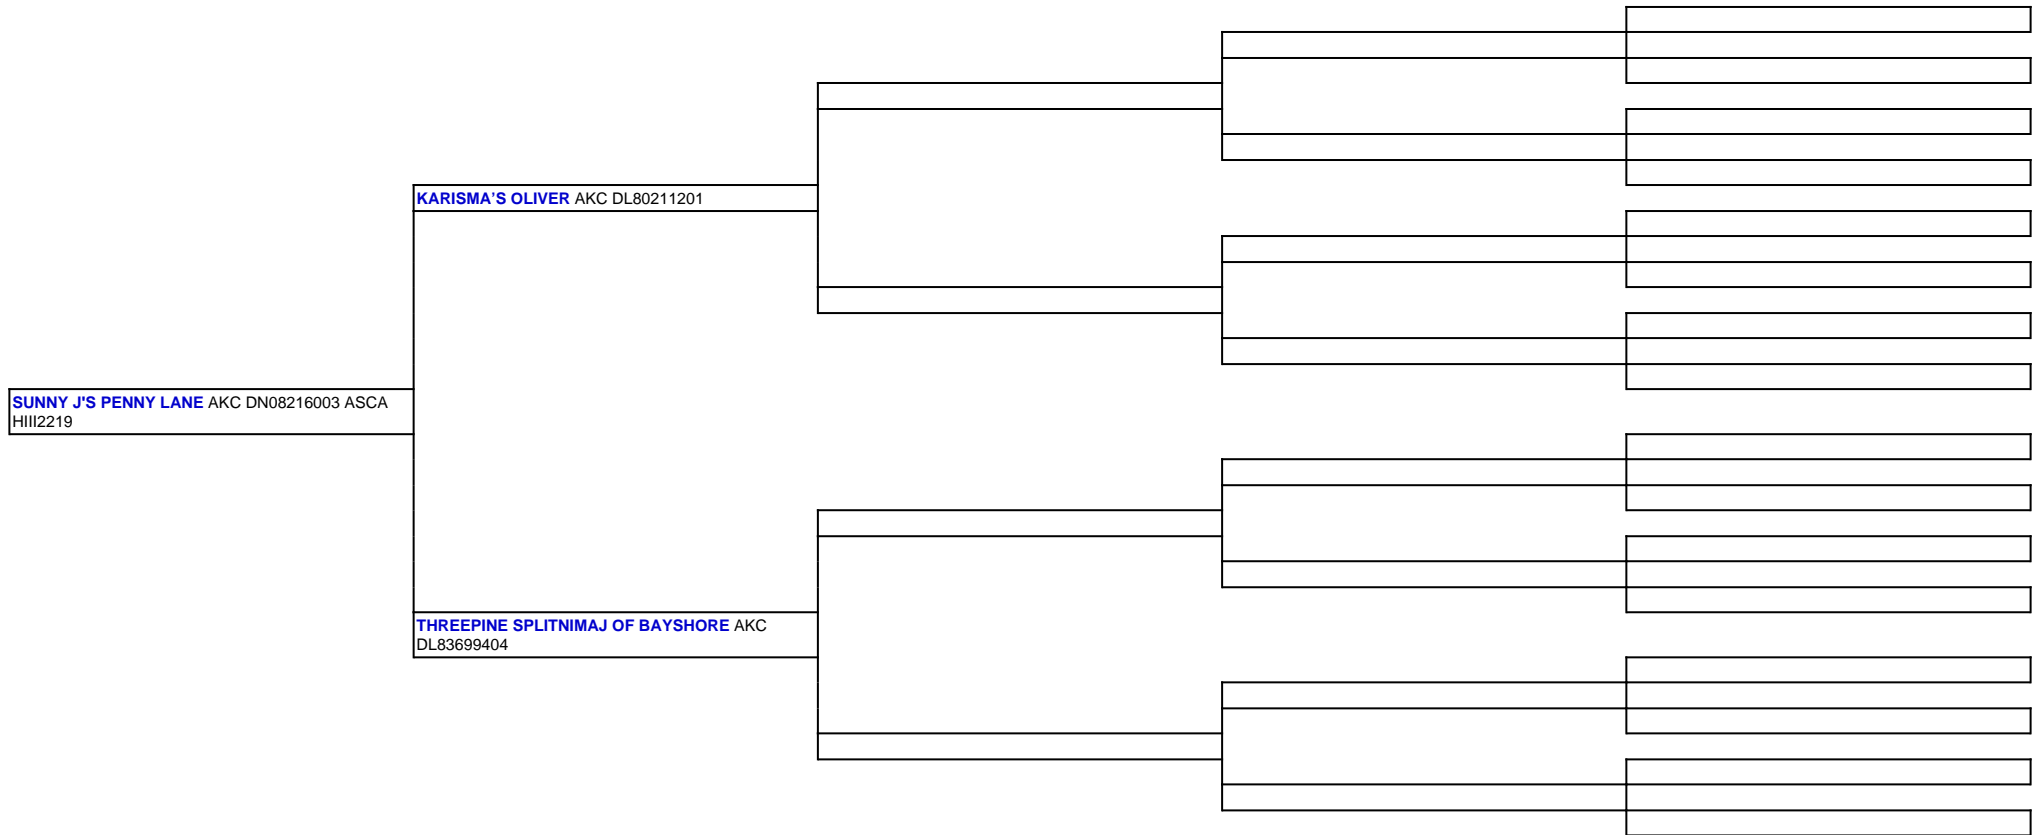 KARISMA’S OLIVER AKC DL80211201
SUNNY J'S PENNY LANE AKC DN08216003 ASCA
HIII2219
THREEPINE SPLITNIMAJ OF BAYSHORE AKC
DL83699404